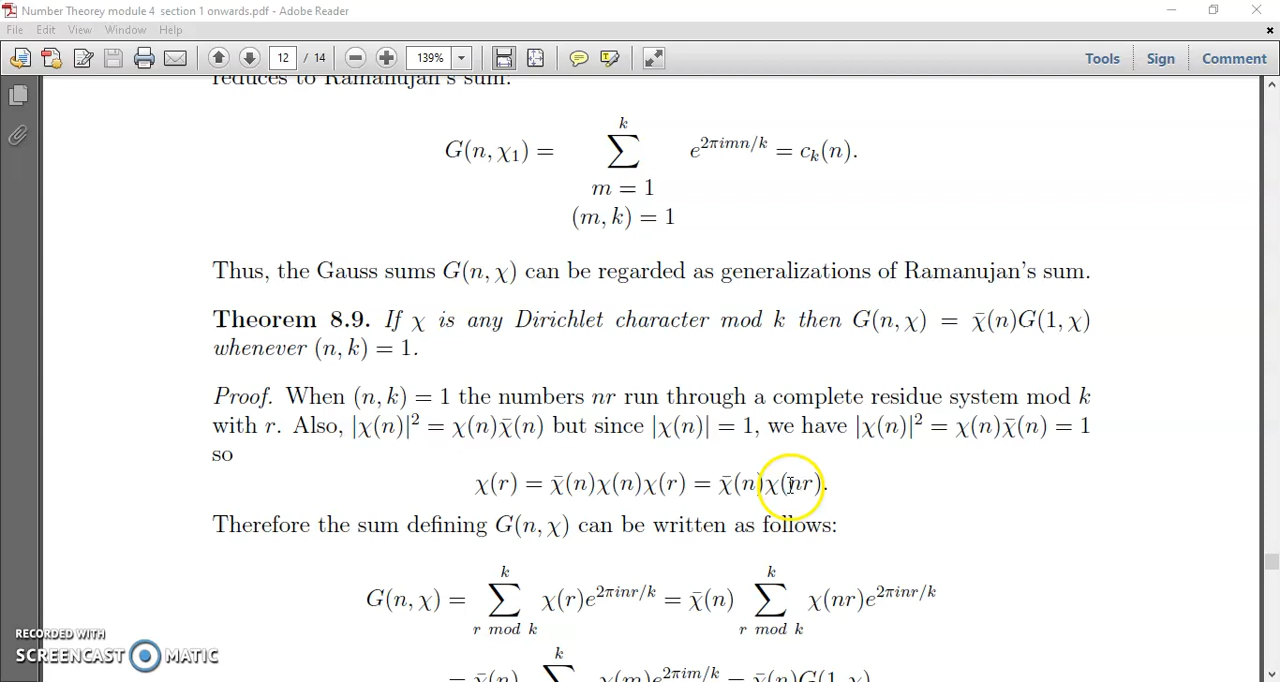 Number Theorey module 4 section 1 onwards.pdf - Adobe Reader
File Edit View Window Help
12 / 14 139% Tools Sign Comment
reduces to Ramanujan's sum:
G(n, χ₁) = ∑_{m = 1, (m, k) = 1}^{k} e^{2πimn/k} = c_k(n).
Thus, the Gauss sums G(n, χ) can be regarded as generalizations of Ramanujan's sum.
Theorem 8.9. If χ is any Dirichlet character mod k then G(n, χ) = χ̄(n)G(1, χ)
whenever (n, k) = 1.
Proof. When (n, k) = 1 the numbers nr run through a complete residue system mod k
with r. Also, |χ(n)|² = χ(n)χ̄(n) but since |χ(n)| = 1, we have |χ(n)|² = χ(n)χ̄(n) = 1
so
χ(r) = χ̄(n)χ(n)χ(r) = χ̄(n)χ(nr).
Therefore the sum defining G(n, χ) can be written as follows:
G(n, χ) = ∑_{r mod k}^{k} χ(r)e^{2πinr/k} = χ̄(n) ∑_{r mod k}^{k} χ(nr)e^{2πinr/k}
= χ̄(n) ∑^{k} χ(m)e^{2πim/k} = χ̄(n)G(1, χ)
RECORDED WITH
SCREENCAST MATIC